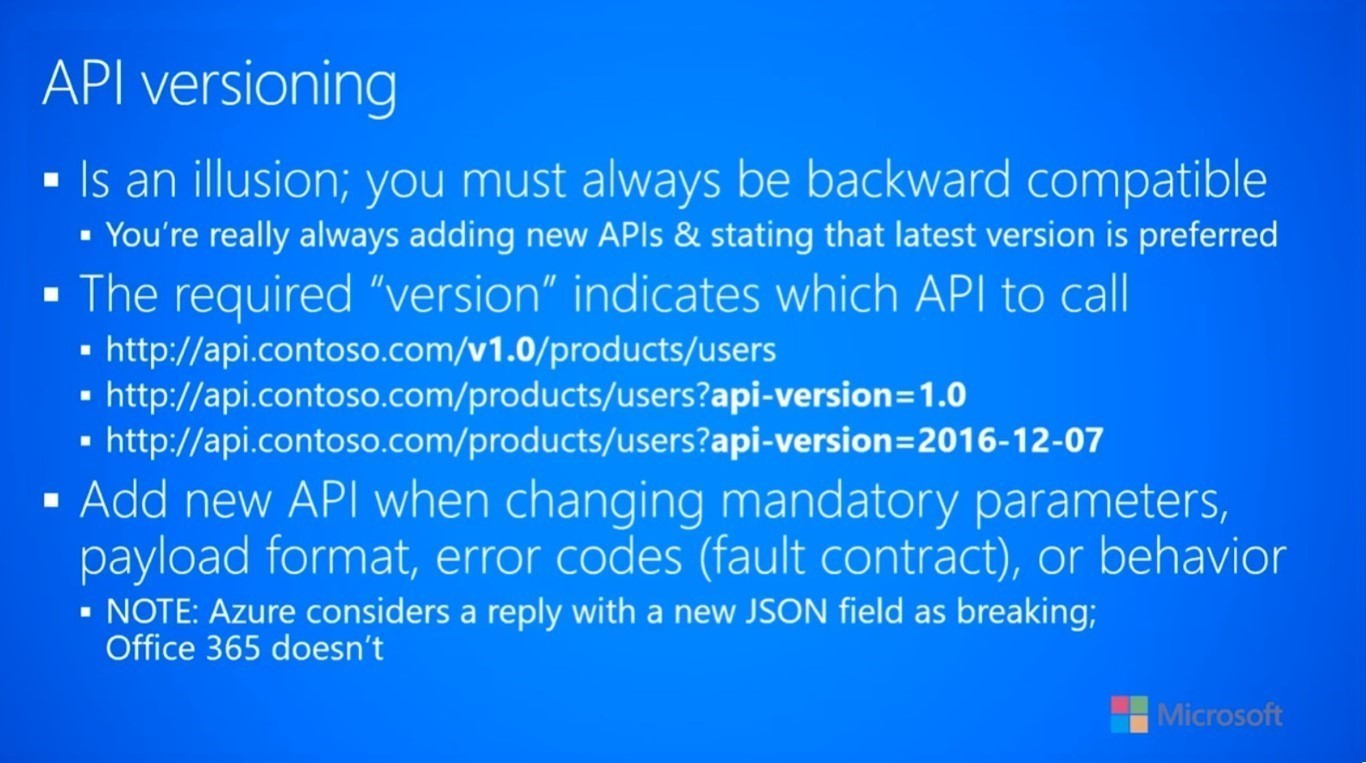 API versioning
▪ Is an illusion; you must always be backward compatible
▪ You’re really always adding new APIs & stating that latest version is preferred
▪ The required “version” indicates which API to call
▪ http://api.contoso.com/v1.0/products/users
▪ http://api.contoso.com/products/users?api-version=1.0
▪ http://api.contoso.com/products/users?api-version=2016-12-07
▪ Add new API when changing mandatory parameters,
payload format, error codes (fault contract), or behavior
▪ NOTE: Azure considers a reply with a new JSON field as breaking;
Office 365 doesn’t
Microsoft